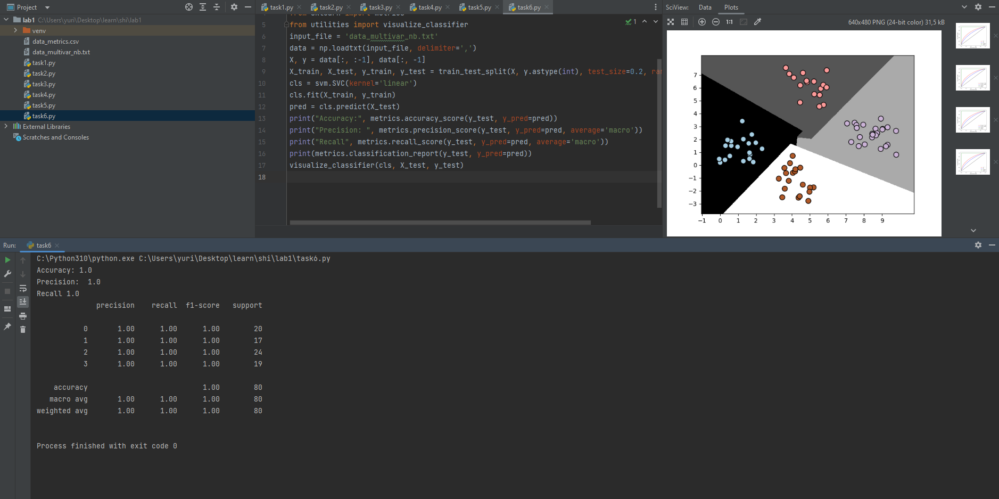 Project
task1.py
task2.py
task3.py
task4.py
task5.py
task6.py
SciView: Data Plots
lab1 C:\Users\yuri\Desktop\learn\shi\lab1
venv
data_metrics.csv
data_multivar_nb.txt
task1.py
task2.py
task3.py
task4.py
task5.py
task6.py
External Libraries
Scratches and Consoles
5 from utilities import visualize_classifier
6 input_file = 'data_multivar_nb.txt'
7 data = np.loadtxt(input_file, delimiter=',')
8 X, y = data[:, :-1], data[:, -1]
9 X_train, X_test, y_train, y_test = train_test_split(X, y.astype(int), test_size=0.2, ran
10 cls = svm.SVC(kernel='linear')
11 cls.fit(X_train, y_train)
12 pred = cls.predict(X_test)
13 print("Accuracy:", metrics.accuracy_score(y_test, y_pred=pred))
14 print("Precision: ", metrics.precision_score(y_test, y_pred=pred, average='macro'))
15 print("Recall", metrics.recall_score(y_test, y_pred=pred, average='macro'))
16 print(metrics.classification_report(y_test, y_pred=pred))
17 visualize_classifier(cls, X_test, y_test)
18
1
1:1
640x480 PNG (24-bit color) 31,5 kB
7
6
5
4
3
2
1
0
−1
−2
−3
−1 0 1 2 3 4 5 6 7 8 9
Run: task6
C:\Python310\python.exe C:\Users\yuri\Desktop\learn\shi\lab1\task6.py
Accuracy: 1.0
Precision:  1.0
Recall 1.0
precision recall f1-score support
0 1.00 1.00 1.00 20
1 1.00 1.00 1.00 17
2 1.00 1.00 1.00 24
3 1.00 1.00 1.00 19
accuracy 1.00 80
macro avg 1.00 1.00 1.00 80
weighted avg 1.00 1.00 1.00 80
Process finished with exit code 0